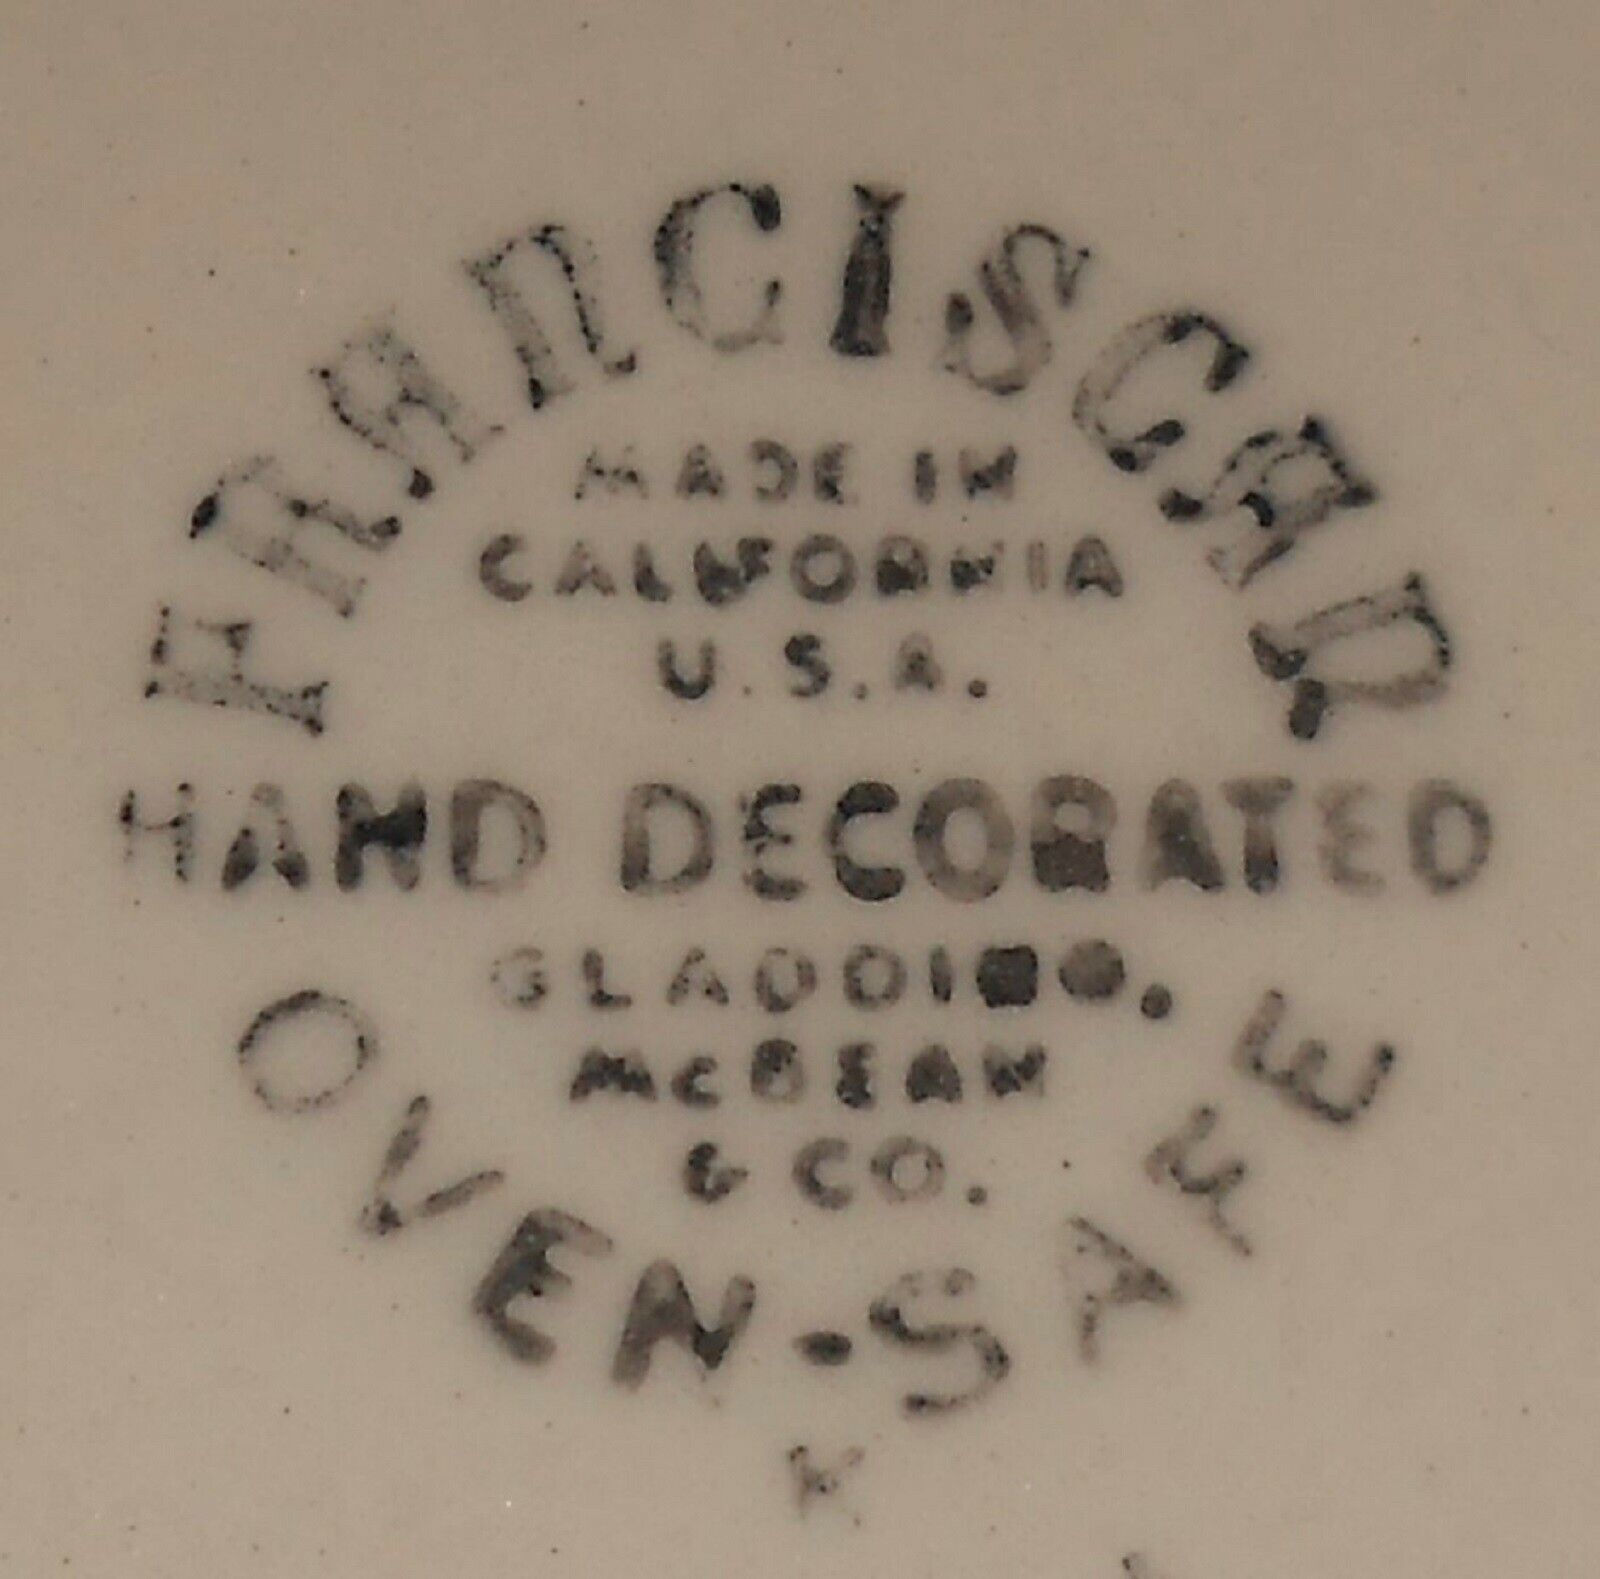 FRANCISCAN
MADE IN
CALIFORNIA
U.S.A.
HAND DECORATED
GLADDING.
McBEAN
& CO.
OVEN-SAFE
K